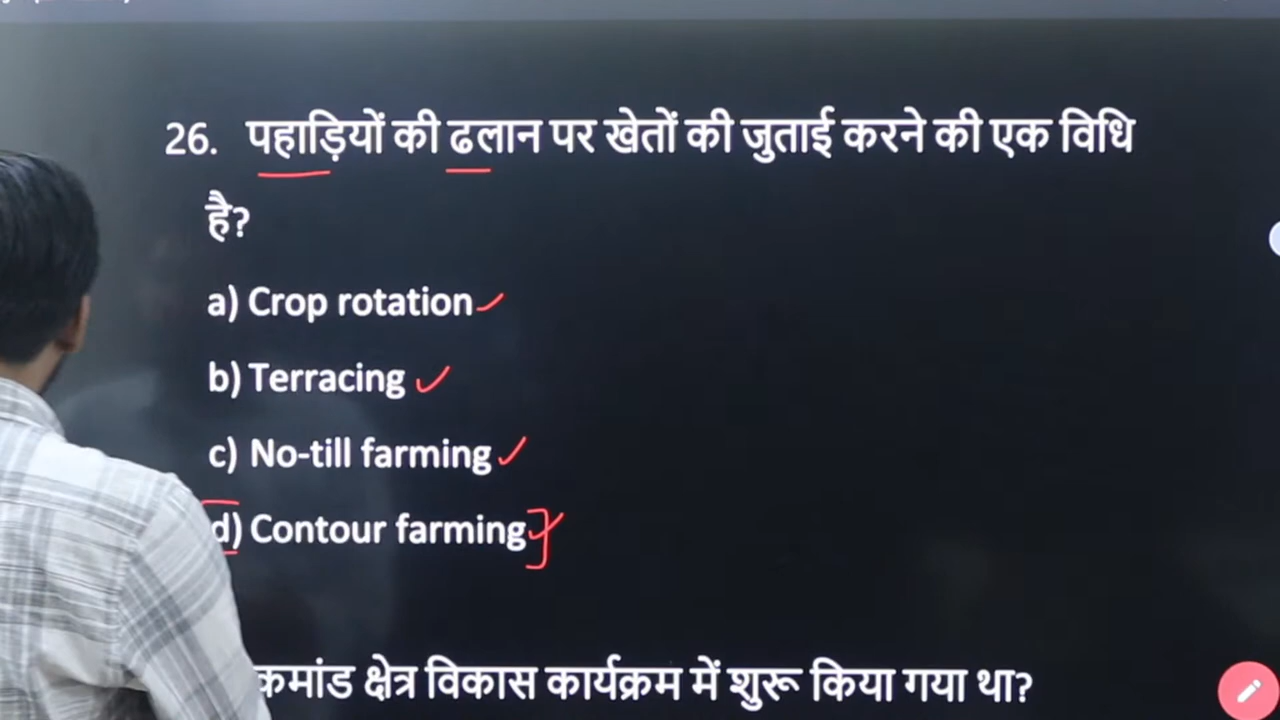 26. पहाड़ियों की ढलान पर खेतों की जुताई करने की एक विधि
है?
a) Crop rotation
b) Terracing
c) No-till farming
d) Contour farming
कमांड क्षेत्र विकास कार्यक्रम में शुरू किया गया था?